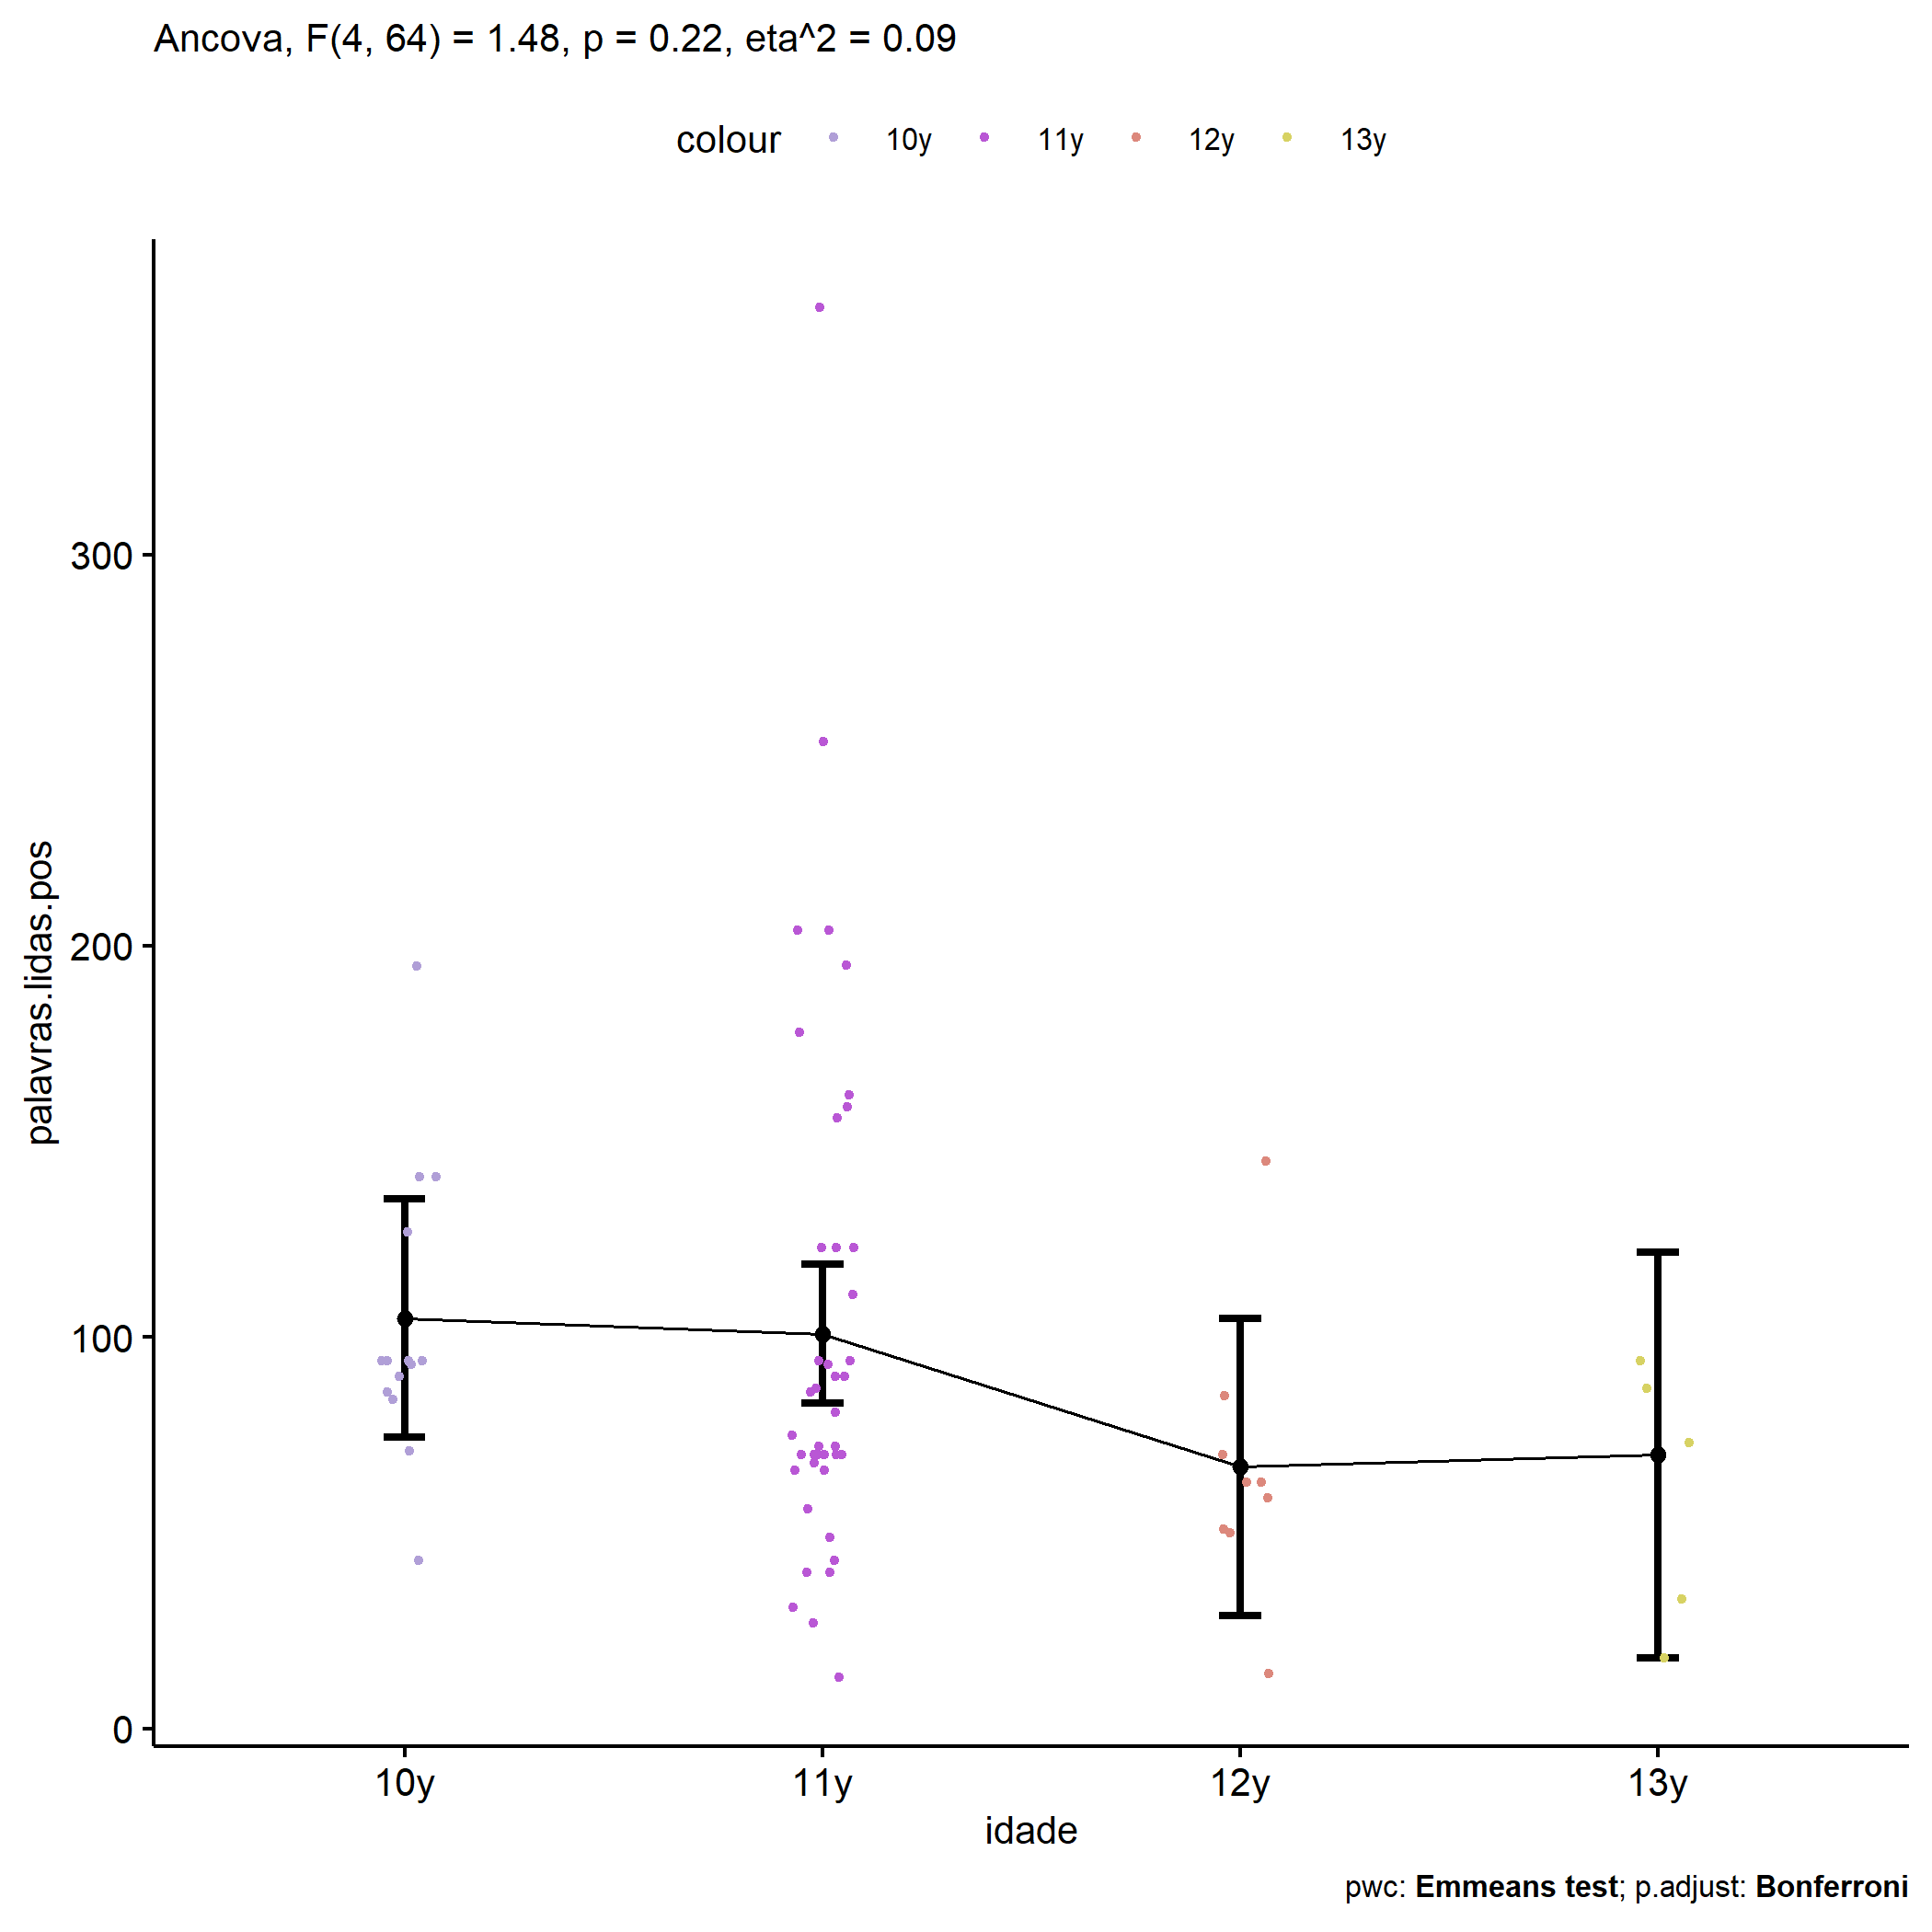 Ancova, F(4, 64) = 1.48, p = 0.22, eta^2 = 0.09
colour 10y 11y 12y 13y
palavras.lidas.pos
300
200
100
0
10y 11y 12y 13y
idade
pwc: Emmeans test; p.adjust: Bonferroni